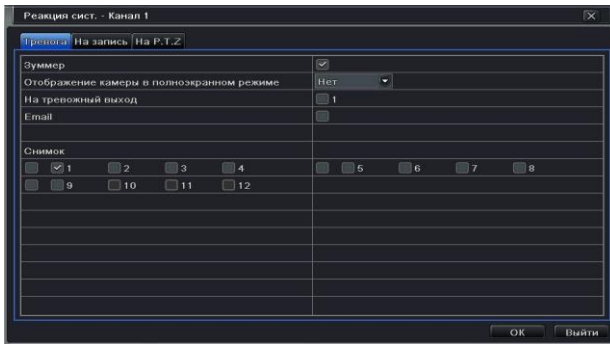 Реакция сист. - Канал 1
Тревога На запись На P.T.Z
Зуммер
Отображение камеры в полноэкранном режиме Нет
На тревожный выход 1
Email
Снимок
1 2 3 4 5 6 7 8
9 10 11 12
OK Выйти